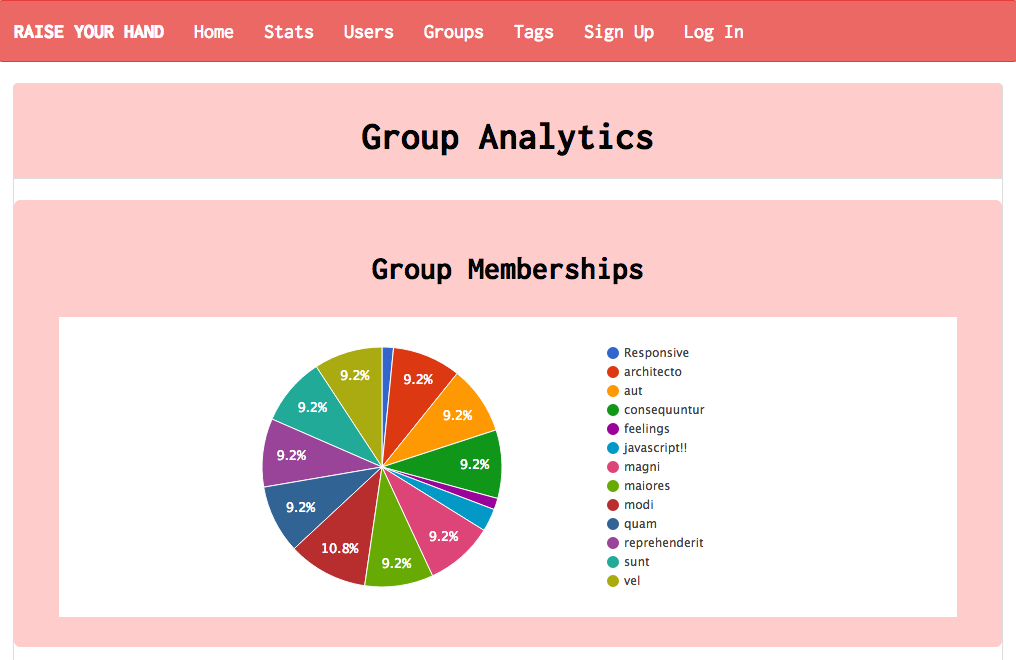 RAISE YOUR HAND Home Stats Users Groups Tags Sign Up Log In
Group Analytics
Group Memberships
9.2%
9.2%
9.2%
9.2%
9.2%
9.2%
10.8%
9.2%
9.2%
9.2%
9.2%
Responsive
architecto
aut
consequuntur
feelings
javascript!!
magni
maiores
modi
quam
reprehenderit
sunt
vel